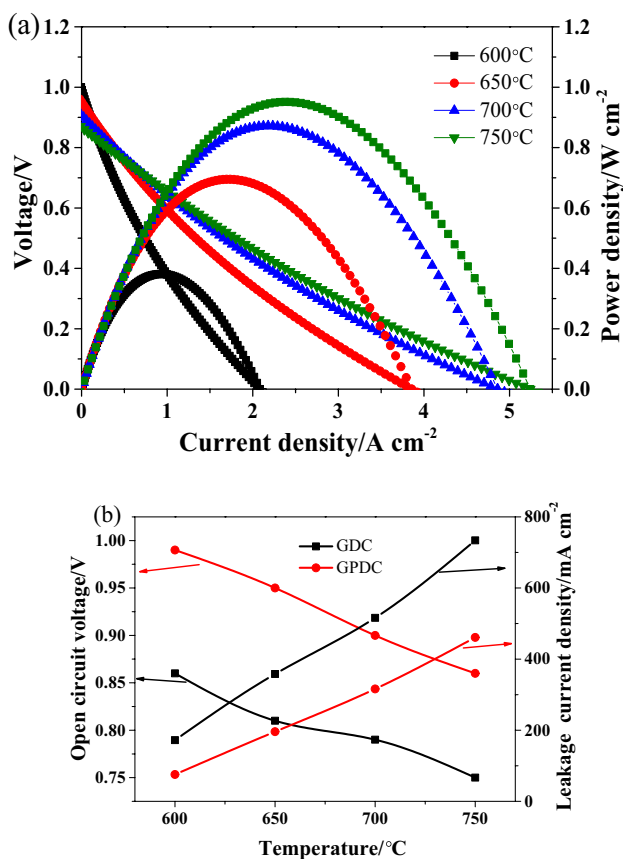 (a)
1.2
1.0
0.8
0.6
0.4
0.2
0.0
Voltage/V
600°C
650°C
700°C
750°C
1.2
1.0
0.8
0.6
0.4
0.2
0.0
Power density/W cm-2
0 1 2 3 4 5
Current density/A cm-2
(b)
1.00
0.95
0.90
0.85
0.80
0.75
Open circuit voltage/V
GDC
GPDC
800
600
400
200
0
Leakage current density/mA cm-2
600 650 700 750
Temperature/°C